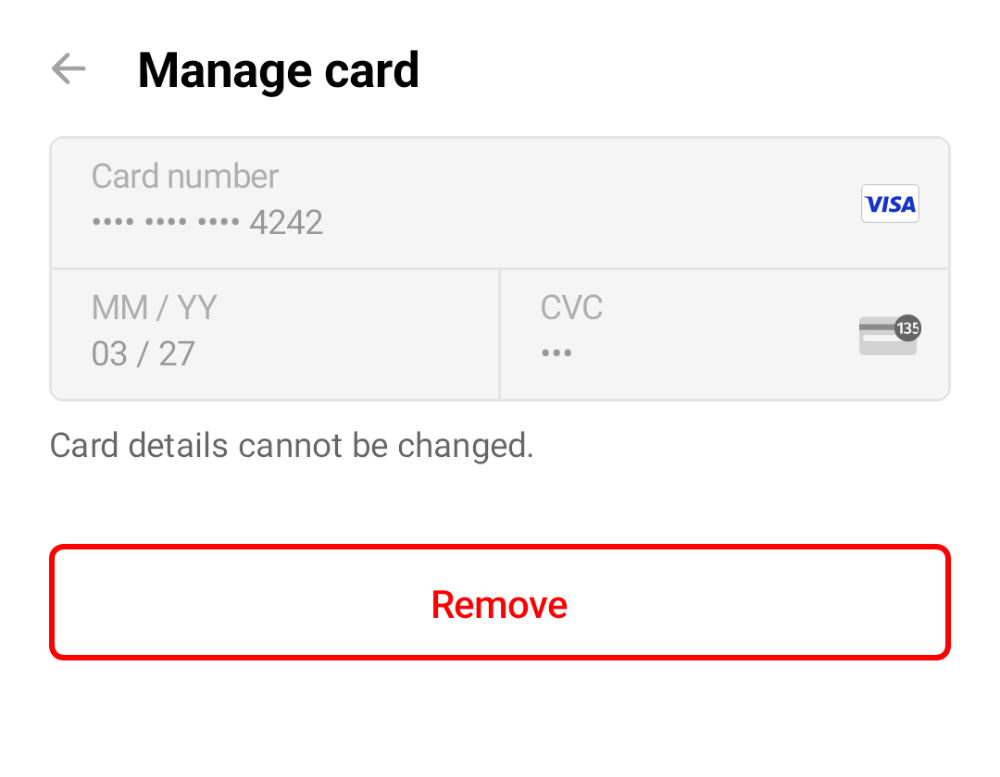 Manage card
Card number
•••• •••• •••• 4242
VISA
MM / YY
03 / 27
CVC
•••
135
Card details cannot be changed.
Remove